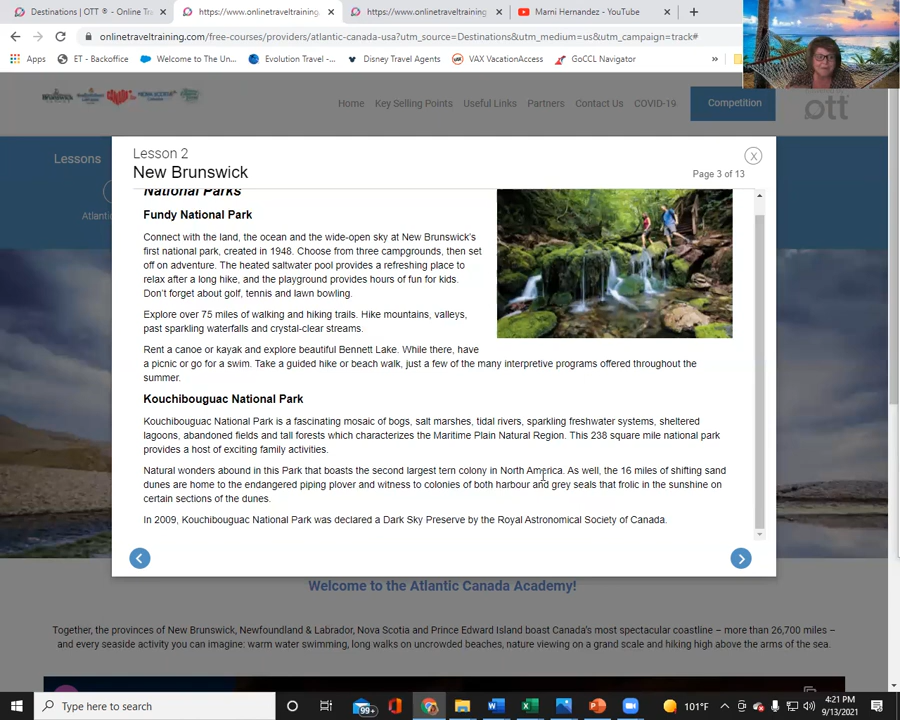 Destinations | OTT ® - Online Tr
https://www.onlinetraveltraining.
https://www.onlinetraveltraining.
Marni Hernandez - YouTube
onlinetraveltraining.com/free-courses/providers/atlantic-canada-usa?utm_source=Destinations&utm_medium=us&utm_campaign=track#
Apps
ET - Backoffice
Welcome to The Un...
Evolution Travel -...
Disney Travel Agents
VAX VacationAccess
GoCCL Navigator
»
Home
Key Selling Points
Useful Links
Partners
Contact Us
COVID-19
Competition
ott
Lessons
Atlantic
Lesson 2
X
New Brunswick
Page 3 of 13
National Parks
Fundy National Park
Connect with the land, the ocean and the wide-open sky at New Brunswick's
first national park, created in 1948. Choose from three campgrounds, then set
off on adventure. The heated saltwater pool provides a refreshing place to
relax after a long hike, and the playground provides hours of fun for kids.
Don't forget about golf, tennis and lawn bowling.
Explore over 75 miles of walking and hiking trails. Hike mountains, valleys,
past sparkling waterfalls and crystal-clear streams.
Rent a canoe or kayak and explore beautiful Bennett Lake. While there, have
a picnic or go for a swim. Take a guided hike or beach walk, just a few of the many interpretive programs offered throughout the
summer.
Kouchibouguac National Park
Kouchibouguac National Park is a fascinating mosaic of bogs, salt marshes, tidal rivers, sparkling freshwater systems, sheltered
lagoons, abandoned fields and tall forests which characterizes the Maritime Plain Natural Region. This 238 square mile national park
provides a host of exciting family activities.
Natural wonders abound in this Park that boasts the second largest tern colony in North America. As well, the 16 miles of shifting sand
dunes are home to the endangered piping plover and witness to colonies of both harbour and grey seals that frolic in the sunshine on
certain sections of the dunes.
In 2009, Kouchibouguac National Park was declared a Dark Sky Preserve by the Royal Astronomical Society of Canada.
Welcome to the Atlantic Canada Academy!
Together, the provinces of New Brunswick, Newfoundland & Labrador, Nova Scotia and Prince Edward Island boast Canada's most spectacular coastline – more than 26,700 miles –
and every seaside activity you can imagine: warm water swimming, long walks on uncrowded beaches, nature viewing on a grand scale and hiking high above the arms of the sea.
Type here to search
99+
101°F
4:21 PM
9/13/2021